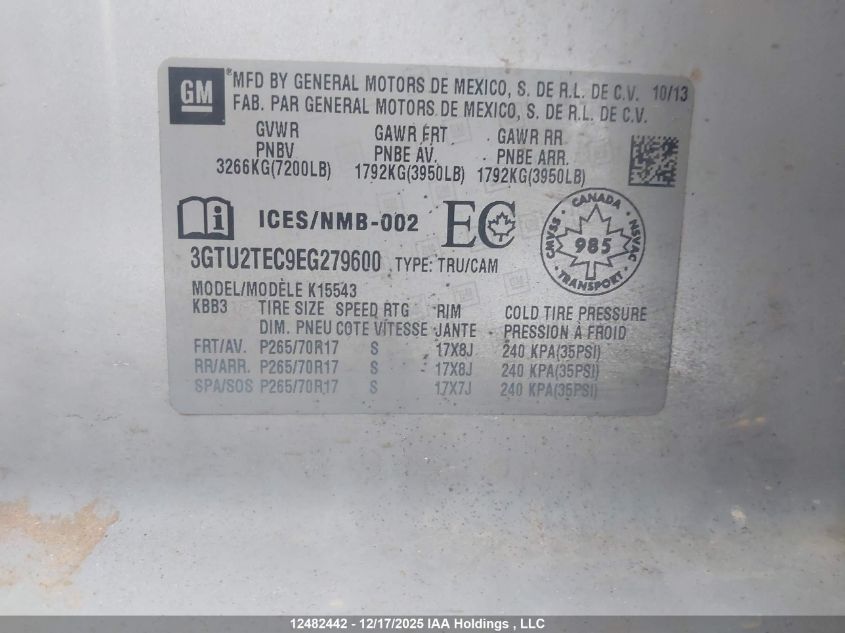 GM ® MFD BY GENERAL MOTORS DE MEXICO, S. DE R.L. DE C.V. 10/13
FAB. PAR GENERAL MOTORS DE MEXICO, S. DE R.L. DE C.V.
GVWR GAWR FRT GAWR RR
PNBV PNBE AV. PNBE ARR.
3266KG(7200LB) 1792KG(3950LB) 1792KG(3950LB)
i ICES/NMB-002 EC
CANADA CMVSS 985 NSVAC TRANSPORT
3GTU2TEC9EG279600 TYPE: TRU/CAM
MODEL/MODÈLE K15543
KBB3 TIRE SIZE SPEED RTG RIM COLD TIRE PRESSURE
DIM. PNEU COTE VITESSE JANTE PRESSION À FROID
FRT/AV. P265/70R17 S 17X8J 240 KPA(35PSI)
RR/ARR. P265/70R17 S 17X8J 240 KPA(35PSI)
SPA/SOS P265/70R17 S 17X7J 240 KPA(35PSI)
12482442 - 12/17/2025 IAA Holdings , LLC